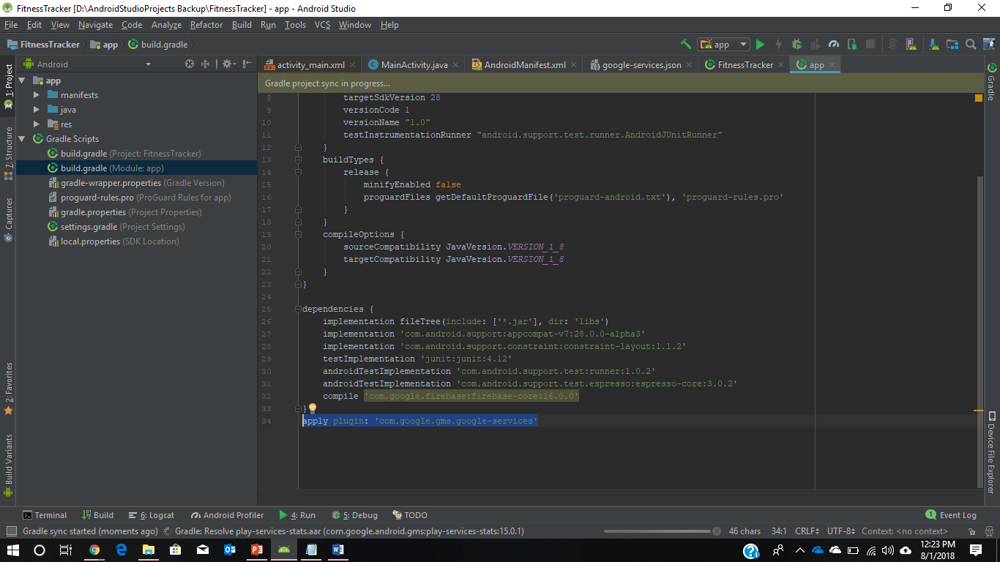 FitnessTracker [D:\AndroidStudioProjects Backup\FitnessTracker] - app - Android Studio
File Edit View Navigate Code Analyze Refactor Build Run Tools VCS Window Help
FitnessTracker app build.gradle app
1: Project
7: Structure
Captures
2: Favorites
Build Variants
Android
app
manifests
java
res
Gradle Scripts
build.gradle (Project: FitnessTracker)
build.gradle (Module: app)
gradle-wrapper.properties (Gradle Version)
proguard-rules.pro (ProGuard Rules for app)
gradle.properties (Project Properties)
settings.gradle (Project Settings)
local.properties (SDK Location)
activity_main.xml MainActivity.java AndroidManifest.xml google-services.json FitnessTracker app
Gradle project sync in progress...
8 targetSdkVersion 28
9 versionCode 1
10 versionName "1.0"
11 testInstrumentationRunner "android.support.test.runner.AndroidJUnitRunner"
12 }
13 buildTypes {
14 release {
15 minifyEnabled false
16 proguardFiles getDefaultProguardFile('proguard-android.txt'), 'proguard-rules.pro'
17 }
18 }
19 compileOptions {
20 sourceCompatibility JavaVersion.VERSION_1_8
21 targetCompatibility JavaVersion.VERSION_1_8
22 }
23 }
24
25 dependencies {
26 implementation fileTree(include: ['*.jar'], dir: 'libs')
27 implementation 'com.android.support:appcompat-v7:28.0.0-alpha3'
28 implementation 'com.android.support.constraint:constraint-layout:1.1.2'
29 testImplementation 'junit:junit:4.12'
30 androidTestImplementation 'com.android.support.test:runner:1.0.2'
31 androidTestImplementation 'com.android.support.test.espresso:espresso-core:3.0.2'
32 compile 'com.google.firebase:firebase-core:16.0.0'
33 }
34 apply plugin: 'com.google.gms.google-services'
Gradle
Device File Explorer
Terminal Build 6: Logcat Android Profiler 4: Run 5: Debug TODO 1 Event Log
Gradle sync started (moments ago) Gradle: Resolve play-services-stats.aar (com.google.android.gms:play-services-stats:15.0.1) 46 chars 34:1 CRLF UTF-8 Context: <no context>
12:23 PM
8/1/2018